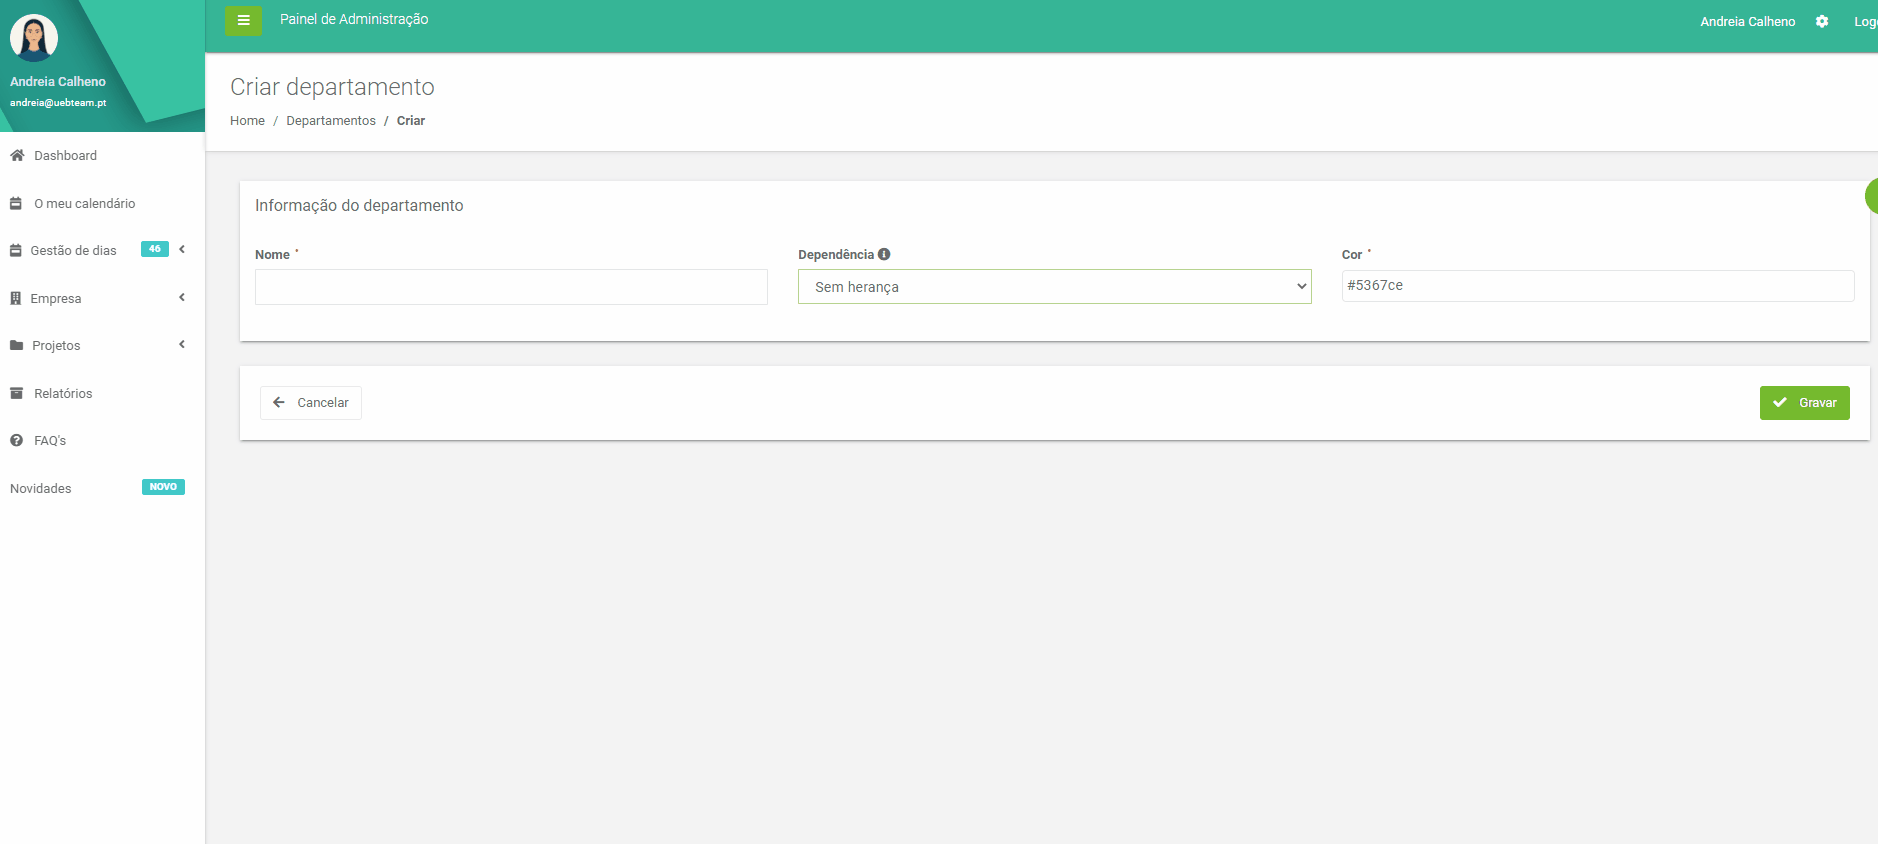 Andreia Calheno
andreia@uebteam.pt
Dashboard
O meu calendário
Gestão de dias 46
Empresa
Projetos
Relatórios
FAQ's
Novidades NOVO
Painel de Administração
Andreia Calheno
Criar departamento
Home / Departamentos / Criar
Informação do departamento
Nome *
Dependência
Sem herança
Cor *
#5367ce
Cancelar
Gravar